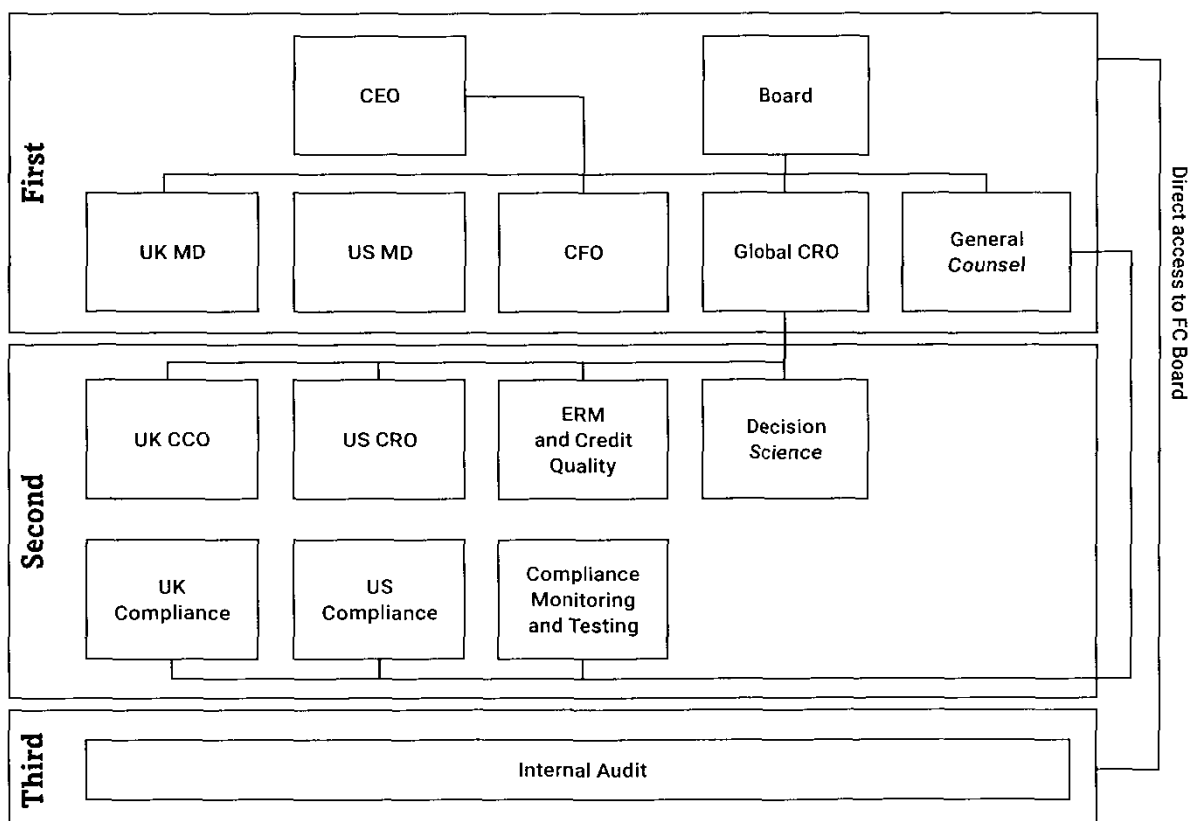 First
CEO
Board
UK MD
US MD
CFO
Global CRO
General
Counsel
Direct access to FC Board
Second
UK CCO
US CRO
ERM
and Credit
Quality
Decision
Science
UK
Compliance
US
Compliance
Compliance
Monitoring
and Testing
Third
Internal Audit